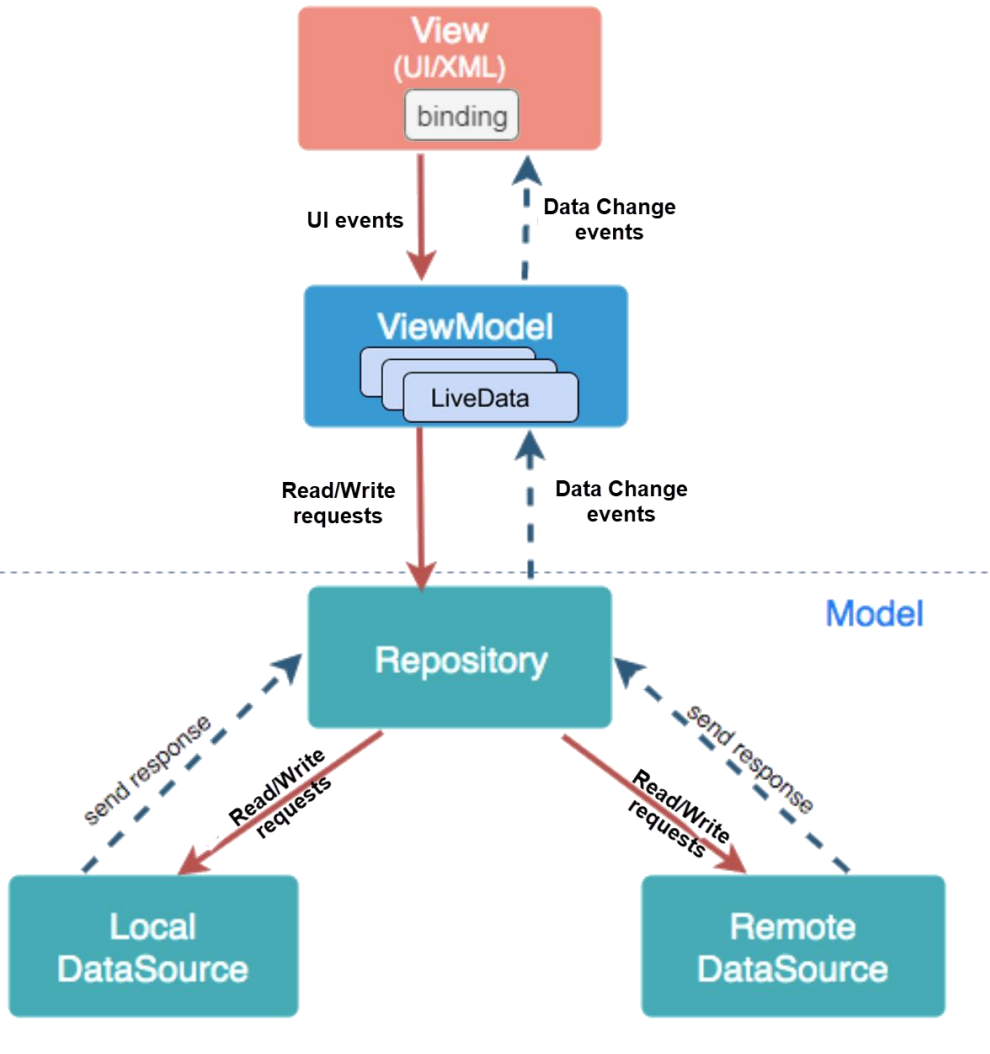 View
(UI/XML)
binding
UI events
Data Change
events
ViewModel
LiveData
Read/Write
requests
Data Change
events
Model
Repository
send response
Read/Write
requests
Read/Write
requests
send response
Local
DataSource
Remote
DataSource